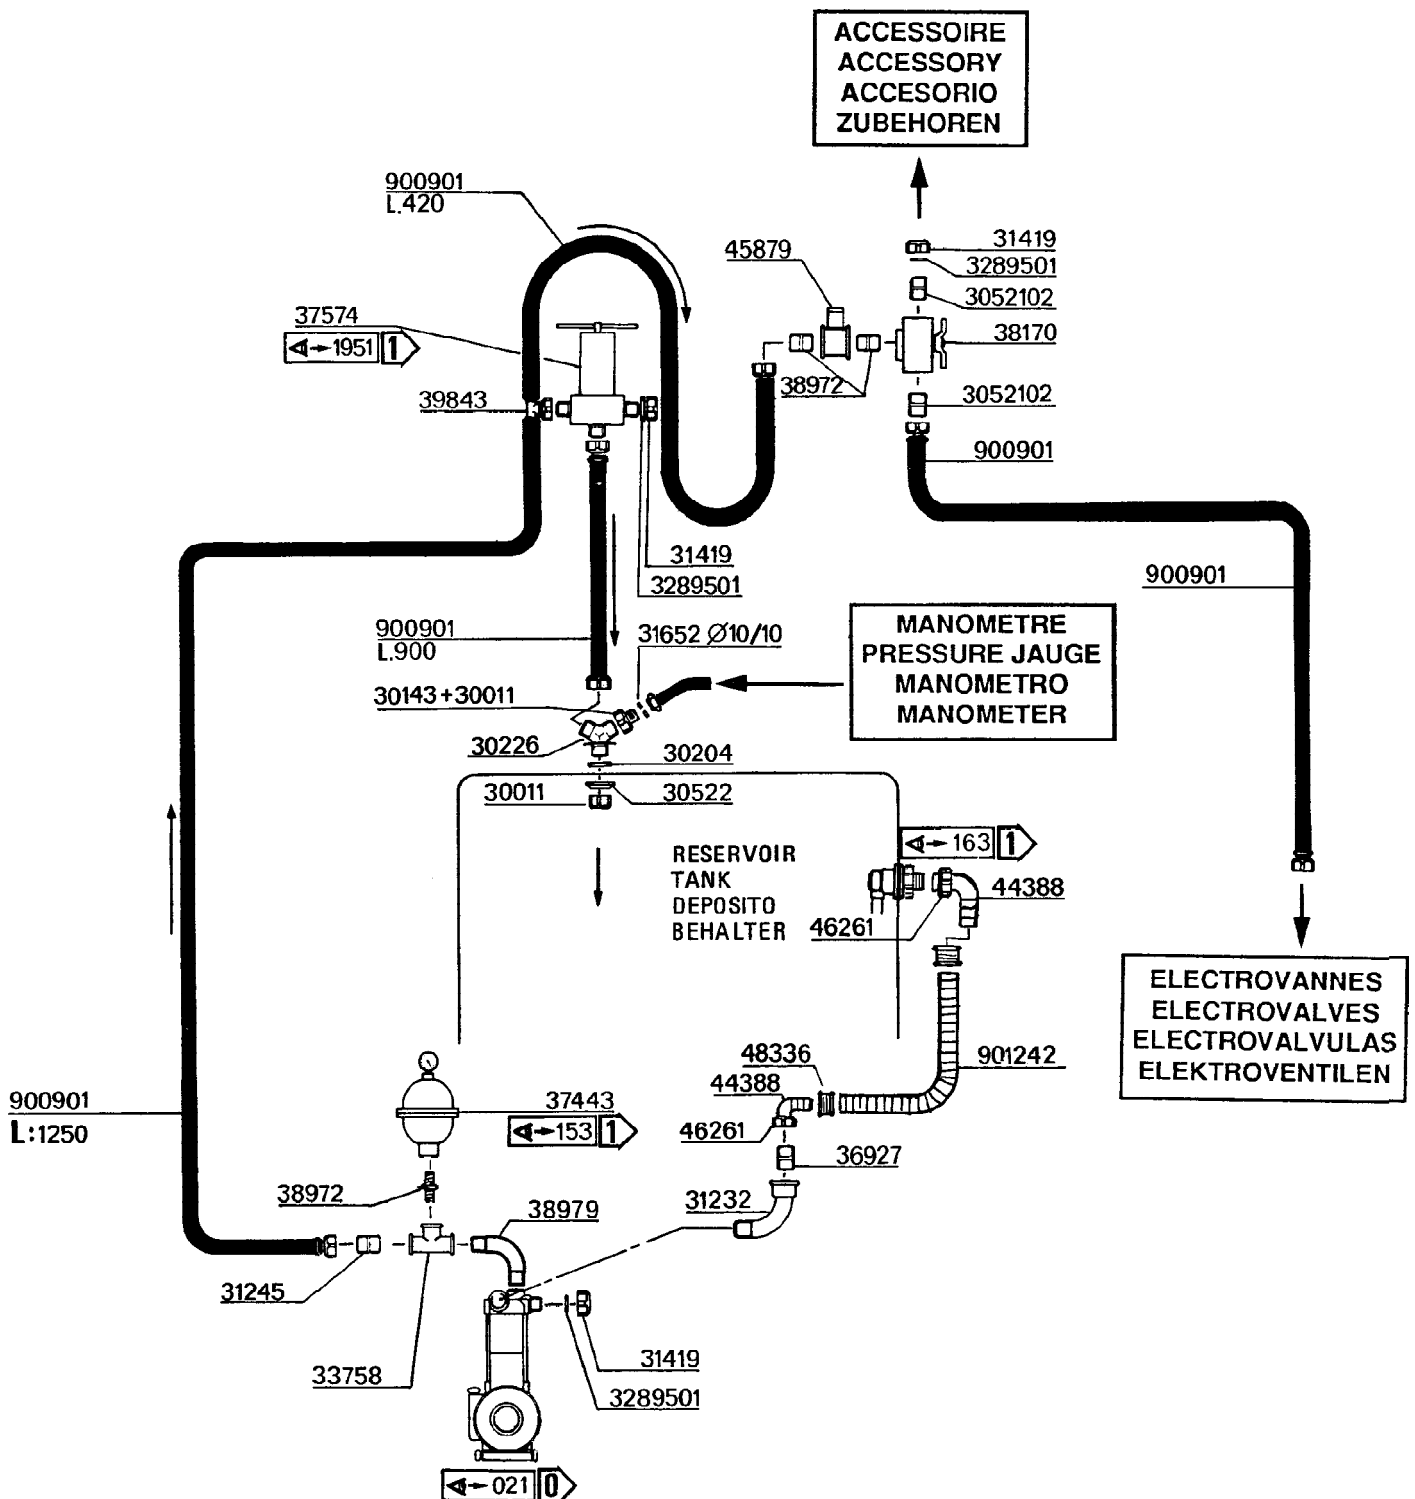 ACCESSOIRE
ACCESSORY
ACCESORIO
ZUBEHOREN
900901
L.420
45879
31419
3289501
3052102
37574
1951 1
38170
39843
38972
3052102
900901
31419
3289501
900901
900901
L.900
31652 Ø10/10
MANOMETRE
PRESSURE JAUGE
MANOMETRO
MANOMETER
30143+30011
30226
30204
30011
30522
163 1
RESERVOIR
TANK
DEPOSITO
BEHALTER
44388
46261
ELECTROVANNES
ELECTROVALVES
ELECTROVALVULAS
ELEKTROVENTILEN
48336
901242
44388
900901
L:1250
37443
153 1
46261
36927
38972
38979
31232
31245
33758
31419
3289501
021 0